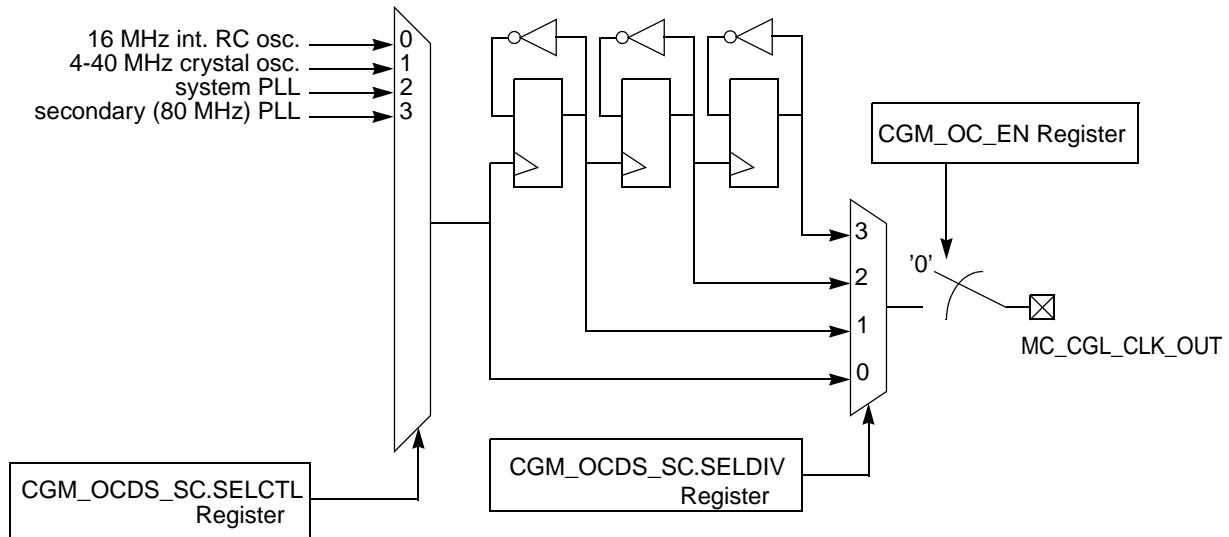 16 MHz int. RC osc.
4-40 MHz crystal osc.
system PLL
secondary (80 MHz) PLL
0
1
2
3
CGM_OC_EN Register
3
2
1
0
'0'
MC_CGL_CLK_OUT
CGM_OCDS_SC.SELDIV
Register
CGM_OCDS_SC.SELCTL
Register